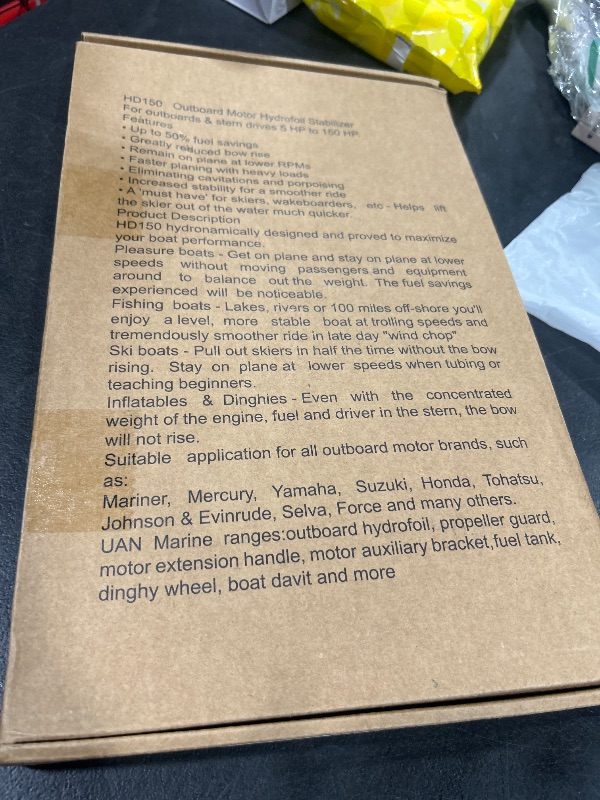 HD150 Outboard Motor Hydrofoil Stabilizer
For outboards & stern drives 5 HP to 150 HP.
Features
• Up to 50% fuel savings
• Greatly reduced bow rise
• Remain on plane at lower RPMs
• Faster planing with heavy loads
• Eliminating cavitations and porpoising
• Increased stability for a smoother ride
• A 'must have' for skiers, wakeboarders, etc - Helps lift
the skier out of the water much quicker.
Product Description
HD150 hydronamically designed and proved to maximize
your boat performance.
Pleasure boats - Get on plane and stay on plane at lower
speeds without moving passengers and equipment
around to balance out the weight. The fuel savings
experienced will be noticeable.
Fishing boats - Lakes, rivers or 100 miles off-shore you'll
enjoy a level, more stable boat at trolling speeds and
tremendously smoother ride in late day "wind chop"
Ski boats - Pull out skiers in half the time without the bow
rising. Stay on plane at lower speeds when tubing or
teaching beginners.
Inflatables & Dinghies - Even with the concentrated
weight of the engine, fuel and driver in the stern, the bow
will not rise.
Suitable application for all outboard motor brands, such
as:
Mariner, Mercury, Yamaha, Suzuki, Honda, Tohatsu,
Johnson & Evinrude, Selva, Force and many others.
UAN Marine ranges:outboard hydrofoil, propeller guard,
motor extension handle, motor auxiliary bracket,fuel tank,
dinghy wheel, boat davit and more